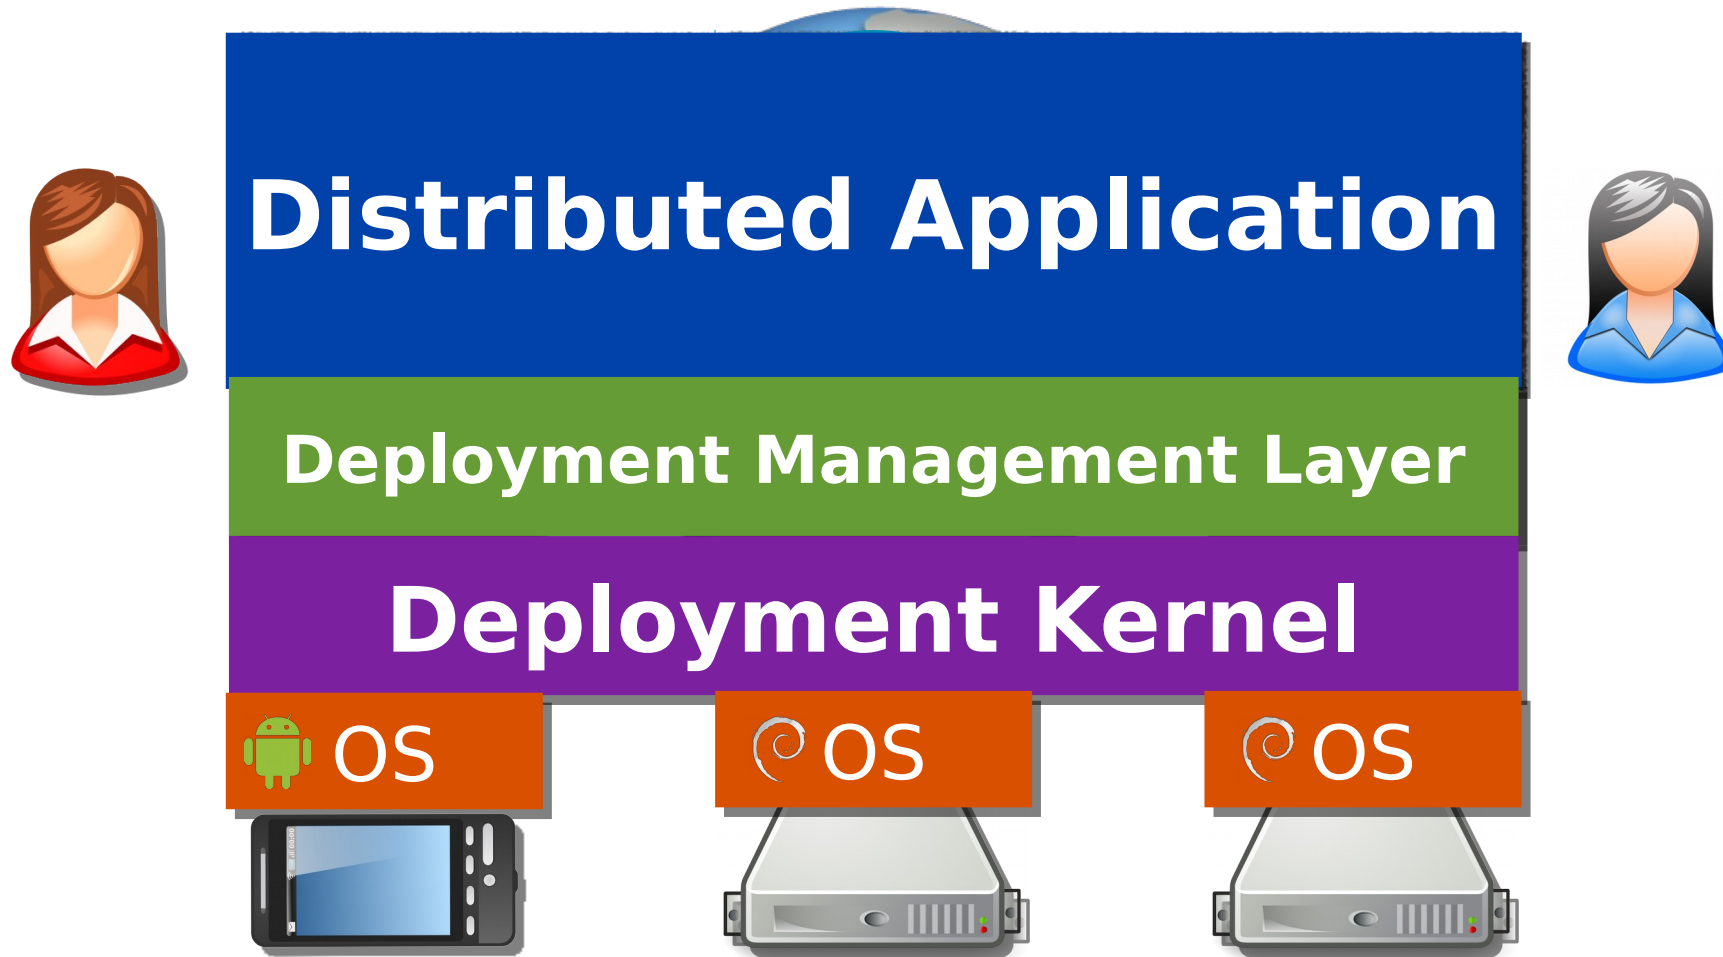 Distributed Application
Deployment Management Layer
Deployment Kernel
OS
OS
OS